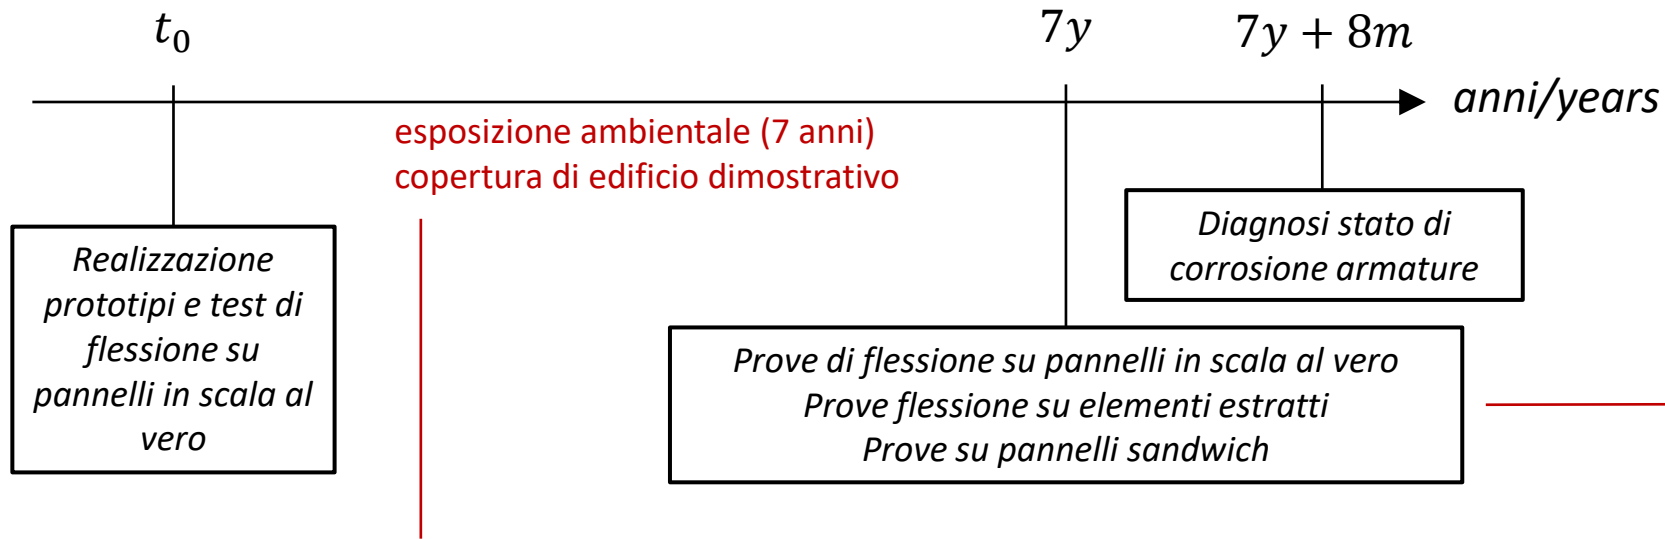 t₀
7y
7y + 8m
anni/years
esposizione ambientale (7 anni)
copertura di edificio dimostrativo
Realizzazione
prototipi e test di
flessione su
pannelli in scala al
vero
Diagnosi stato di
corrosione armature
Prove di flessione su pannelli in scala al vero
Prove flessione su elementi estratti
Prove su pannelli sandwich